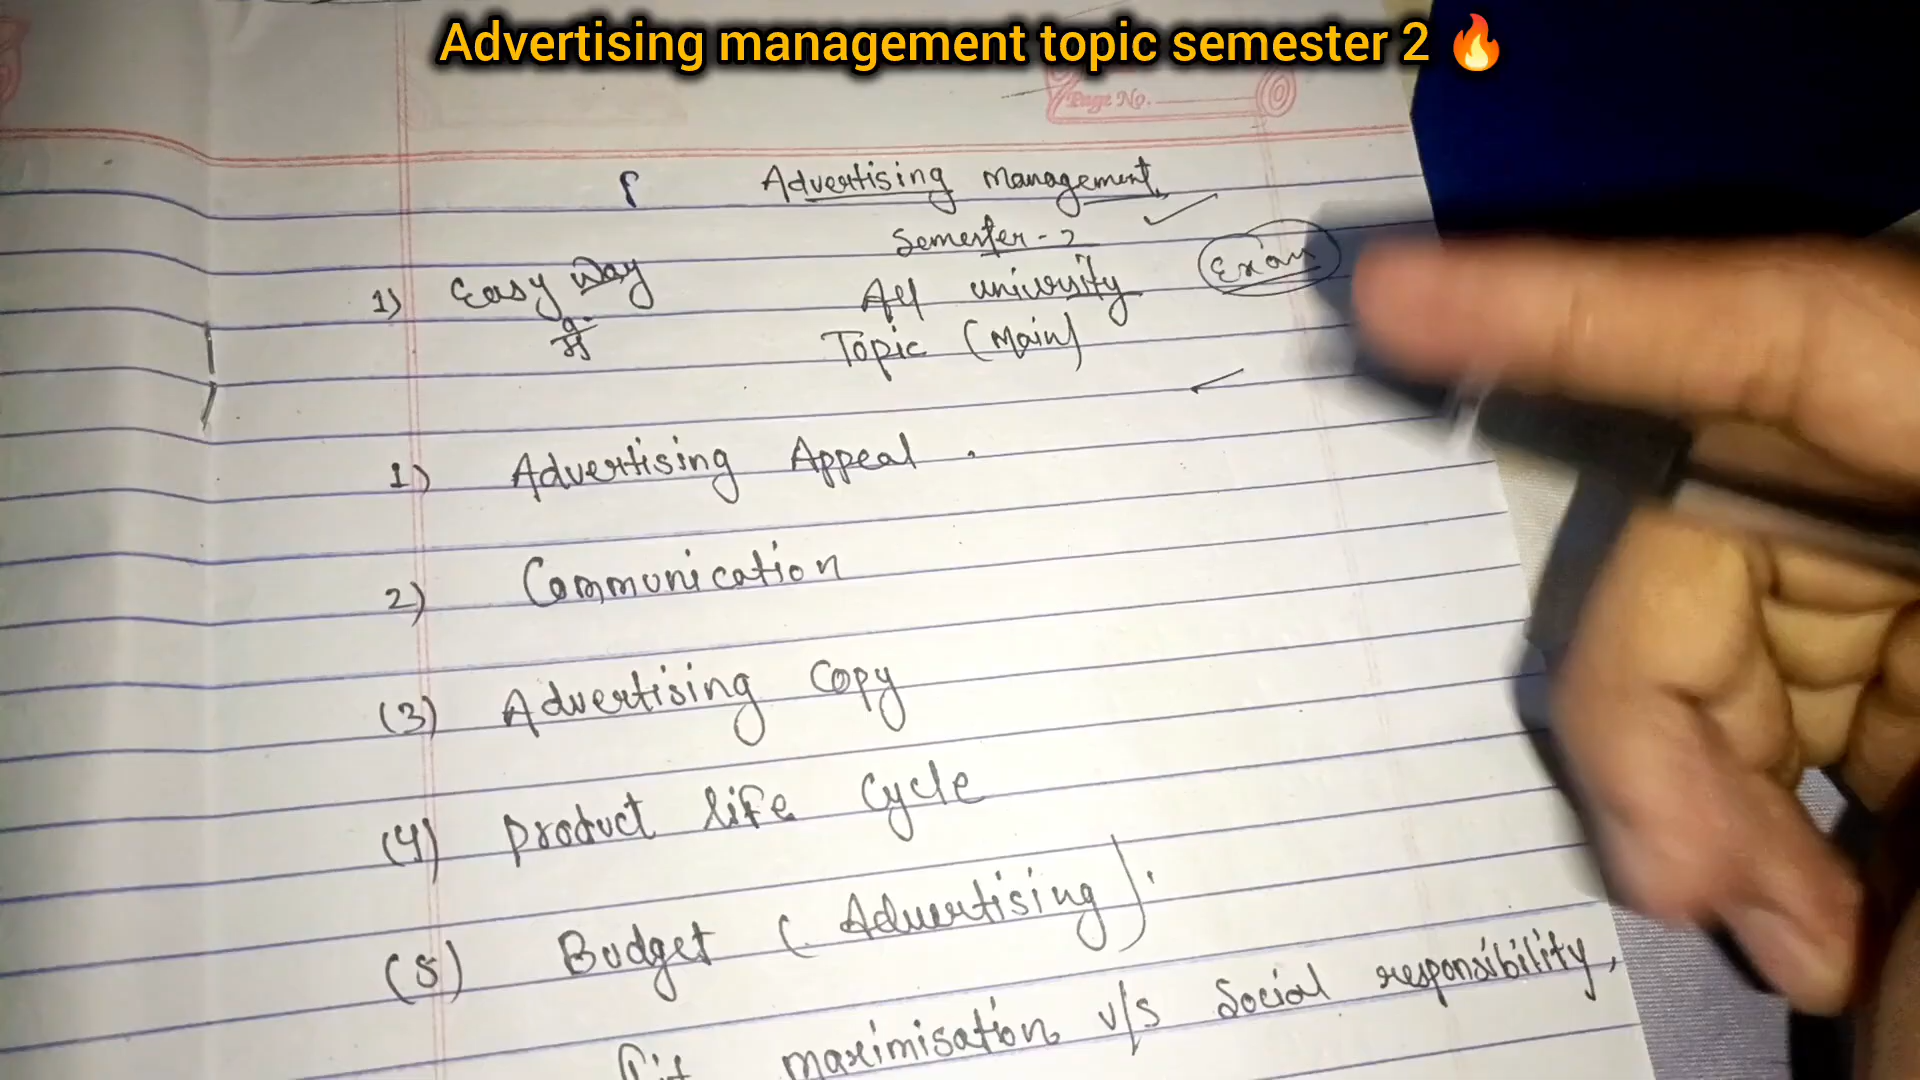 Advertising management topic semester 2 🔥
Page No.
Advertising Management
Semester - 2
Exam
1) Easy Way
में
All university
Topic (Main)
1) Advertising Appeal .
2) Communication
(3) Advertising Copy
(4) Product life Cycle
(5) Budget ( Advertising ) .
maximisation v/s Social responsibility,